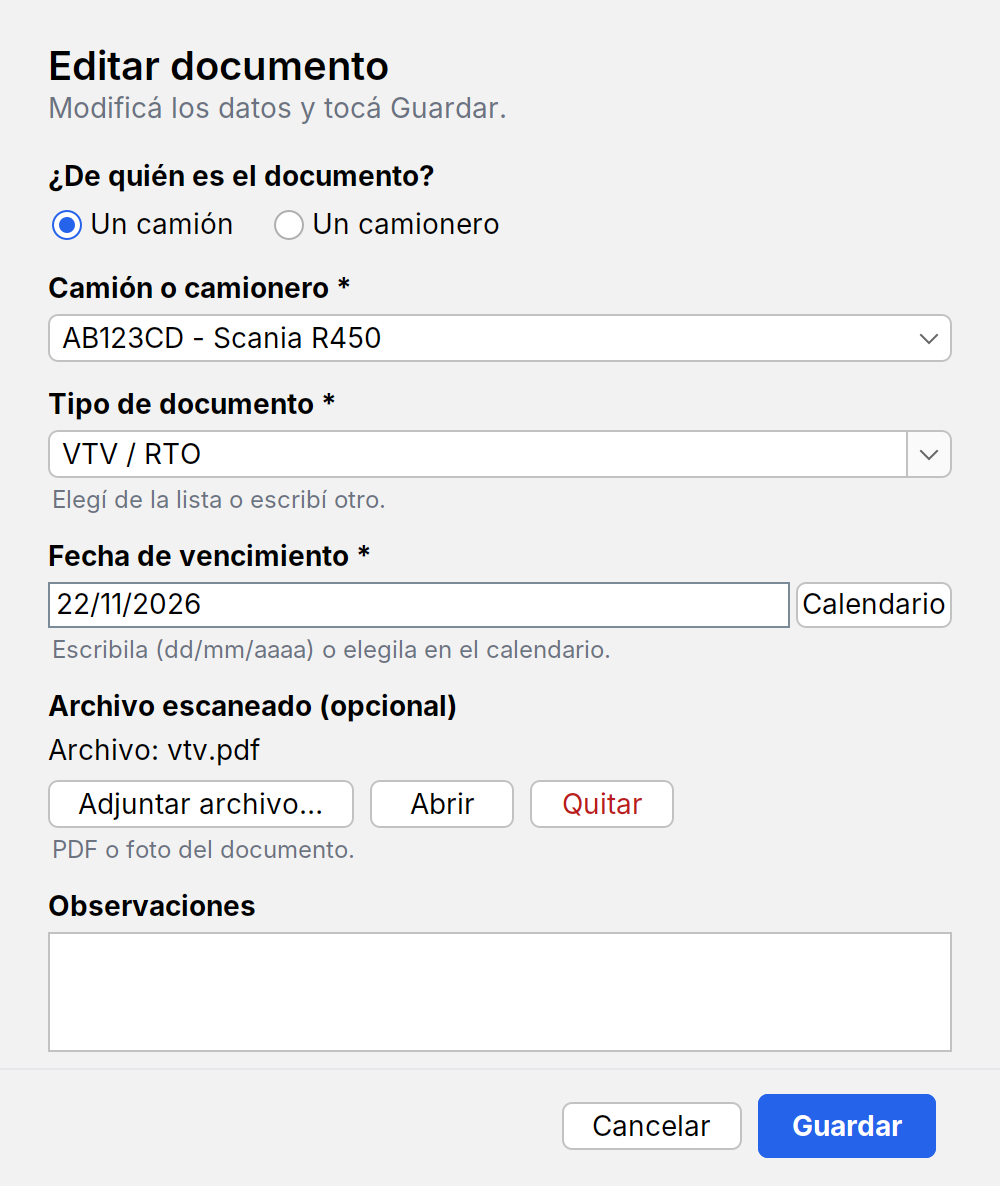 Editar documento
Modificá los datos y tocá Guardar.
¿De quién es el documento?
Un camión Un camionero
Camión o camionero *
AB123CD - Scania R450
Tipo de documento *
VTV / RTO
Elegí de la lista o escribí otro.
Fecha de vencimiento *
22/11/2026 Calendario
Escribila (dd/mm/aaaa) o elegila en el calendario.
Archivo escaneado (opcional)
Archivo: vtv.pdf
Adjuntar archivo... Abrir Quitar
PDF o foto del documento.
Observaciones
Cancelar Guardar